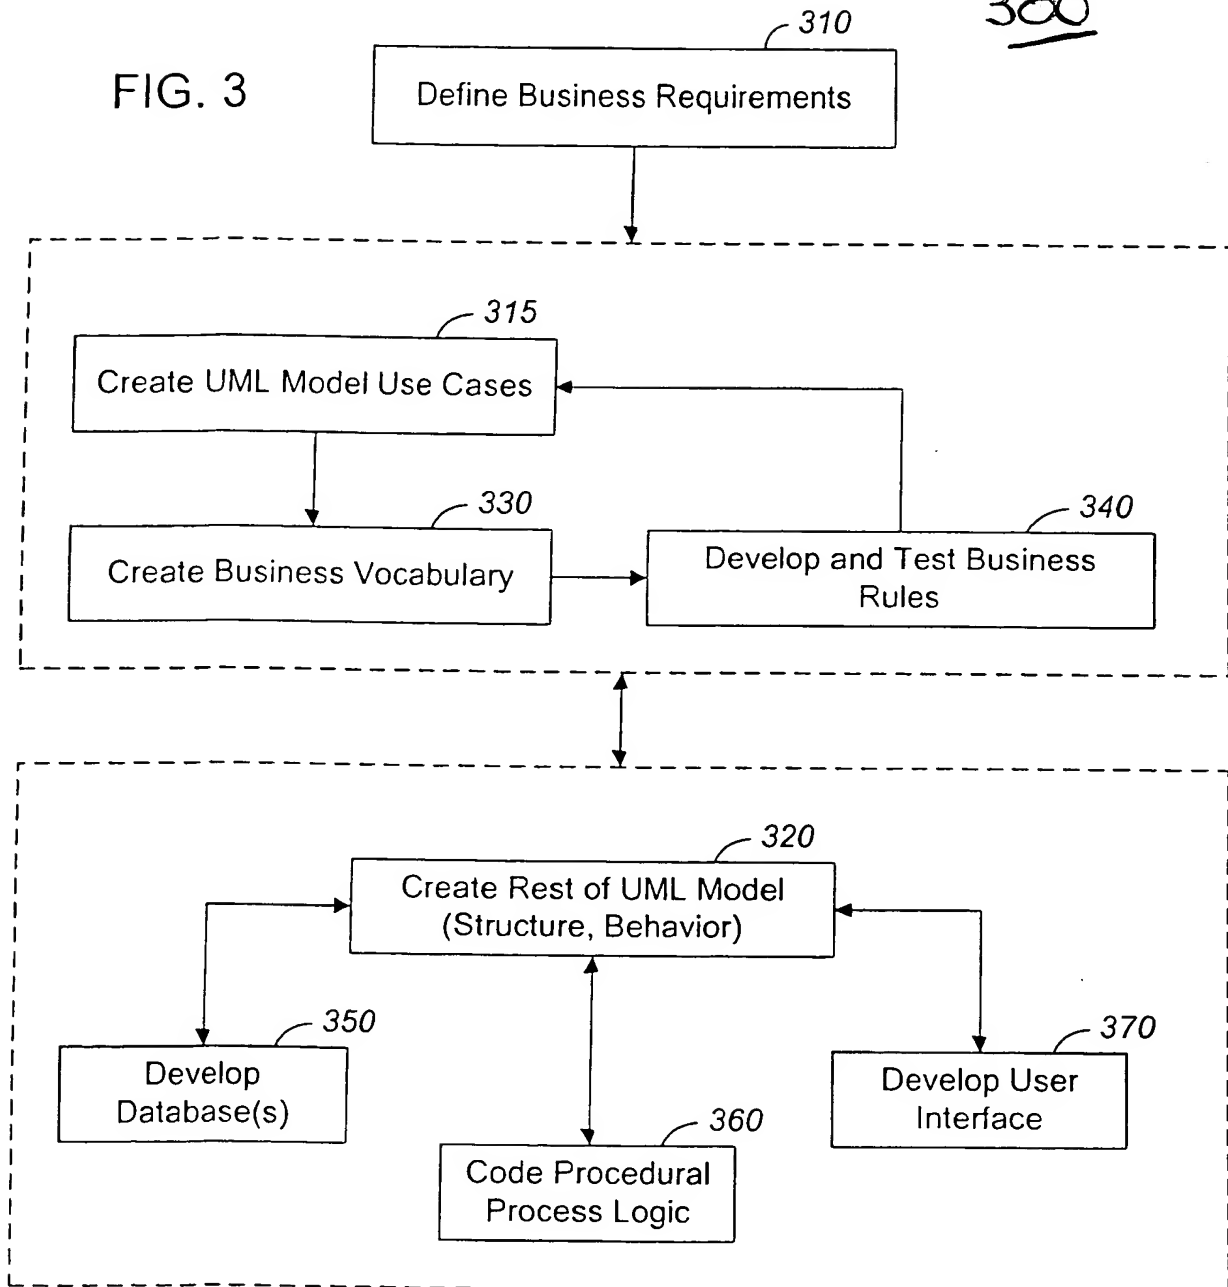 300
310
FIG. 3
Define Business Requirements
315
Create UML Model Use Cases
330
Create Business Vocabulary
340
Develop and Test Business
Rules
320
Create Rest of UML Model
(Structure, Behavior)
350
Develop
Database(s)
360
Code Procedural
Process Logic
370
Develop User
Interface